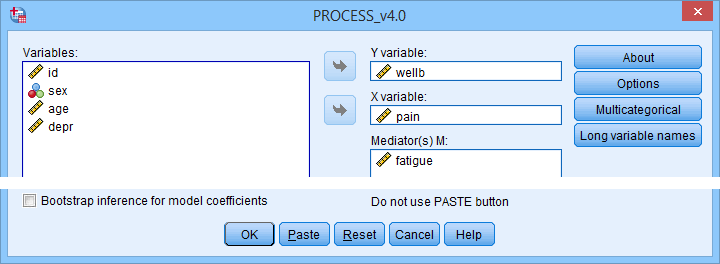 PROCESS_v4.0
Variables:
id
sex
age
depr
Y variable:
wellb
X variable:
pain
Mediator(s) M:
fatigue
About
Options
Multicategorical
Long variable names
Bootstrap inference for model coefficients
Do not use PASTE button
OK Paste Reset Cancel Help